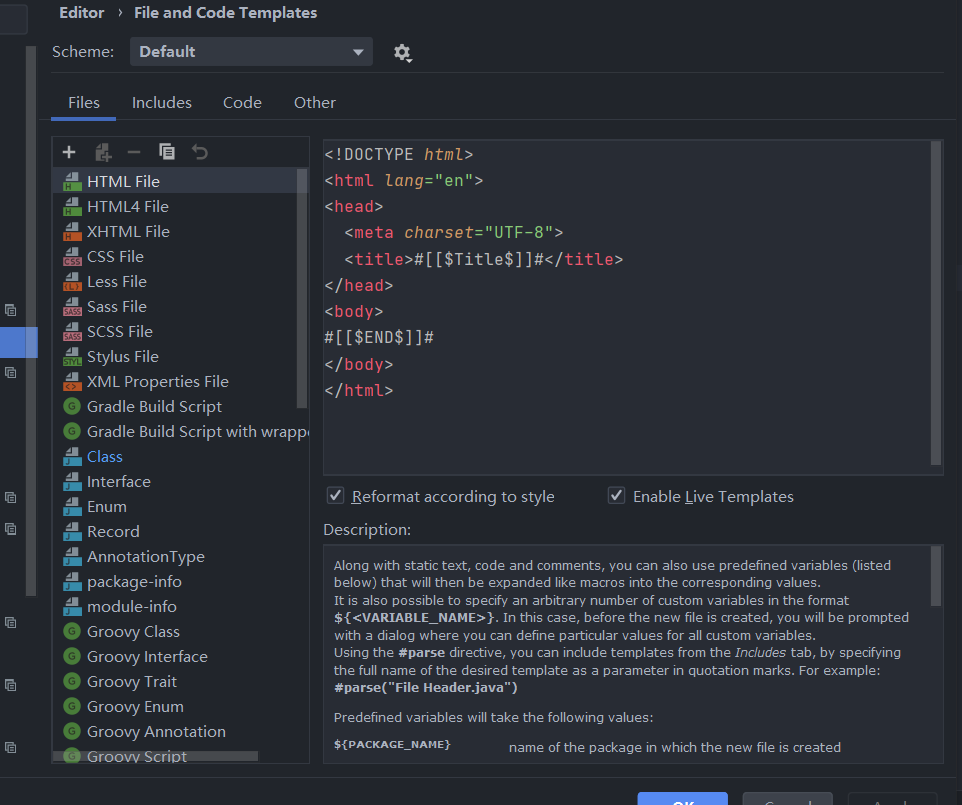 Editor › File and Code Templates
Scheme: Default
Files Includes Code Other
HTML File
HTML4 File
XHTML File
CSS File
Less File
Sass File
SCSS File
Stylus File
XML Properties File
Gradle Build Script
Gradle Build Script with wrappe
Class
Interface
Enum
Record
AnnotationType
package-info
module-info
Groovy Class
Groovy Interface
Groovy Trait
Groovy Enum
Groovy Annotation
Groovy Script
<!DOCTYPE html>
<html lang="en">
<head>
  <meta charset="UTF-8">
  <title>#[[$Title$]]#</title>
</head>
<body>
#[[$END$]]#
</body>
</html>
Reformat according to style Enable Live Templates
Description:
Along with static text, code and comments, you can also use predefined variables (listed
below) that will then be expanded like macros into the corresponding values.
It is also possible to specify an arbitrary number of custom variables in the format
${<VARIABLE_NAME>}. In this case, before the new file is created, you will be prompted
with a dialog where you can define particular values for all custom variables.
Using the #parse directive, you can include templates from the Includes tab, by specifying
the full name of the desired template as a parameter in quotation marks. For example:
#parse("File Header.java")
Predefined variables will take the following values:
${PACKAGE_NAME} name of the package in which the new file is created